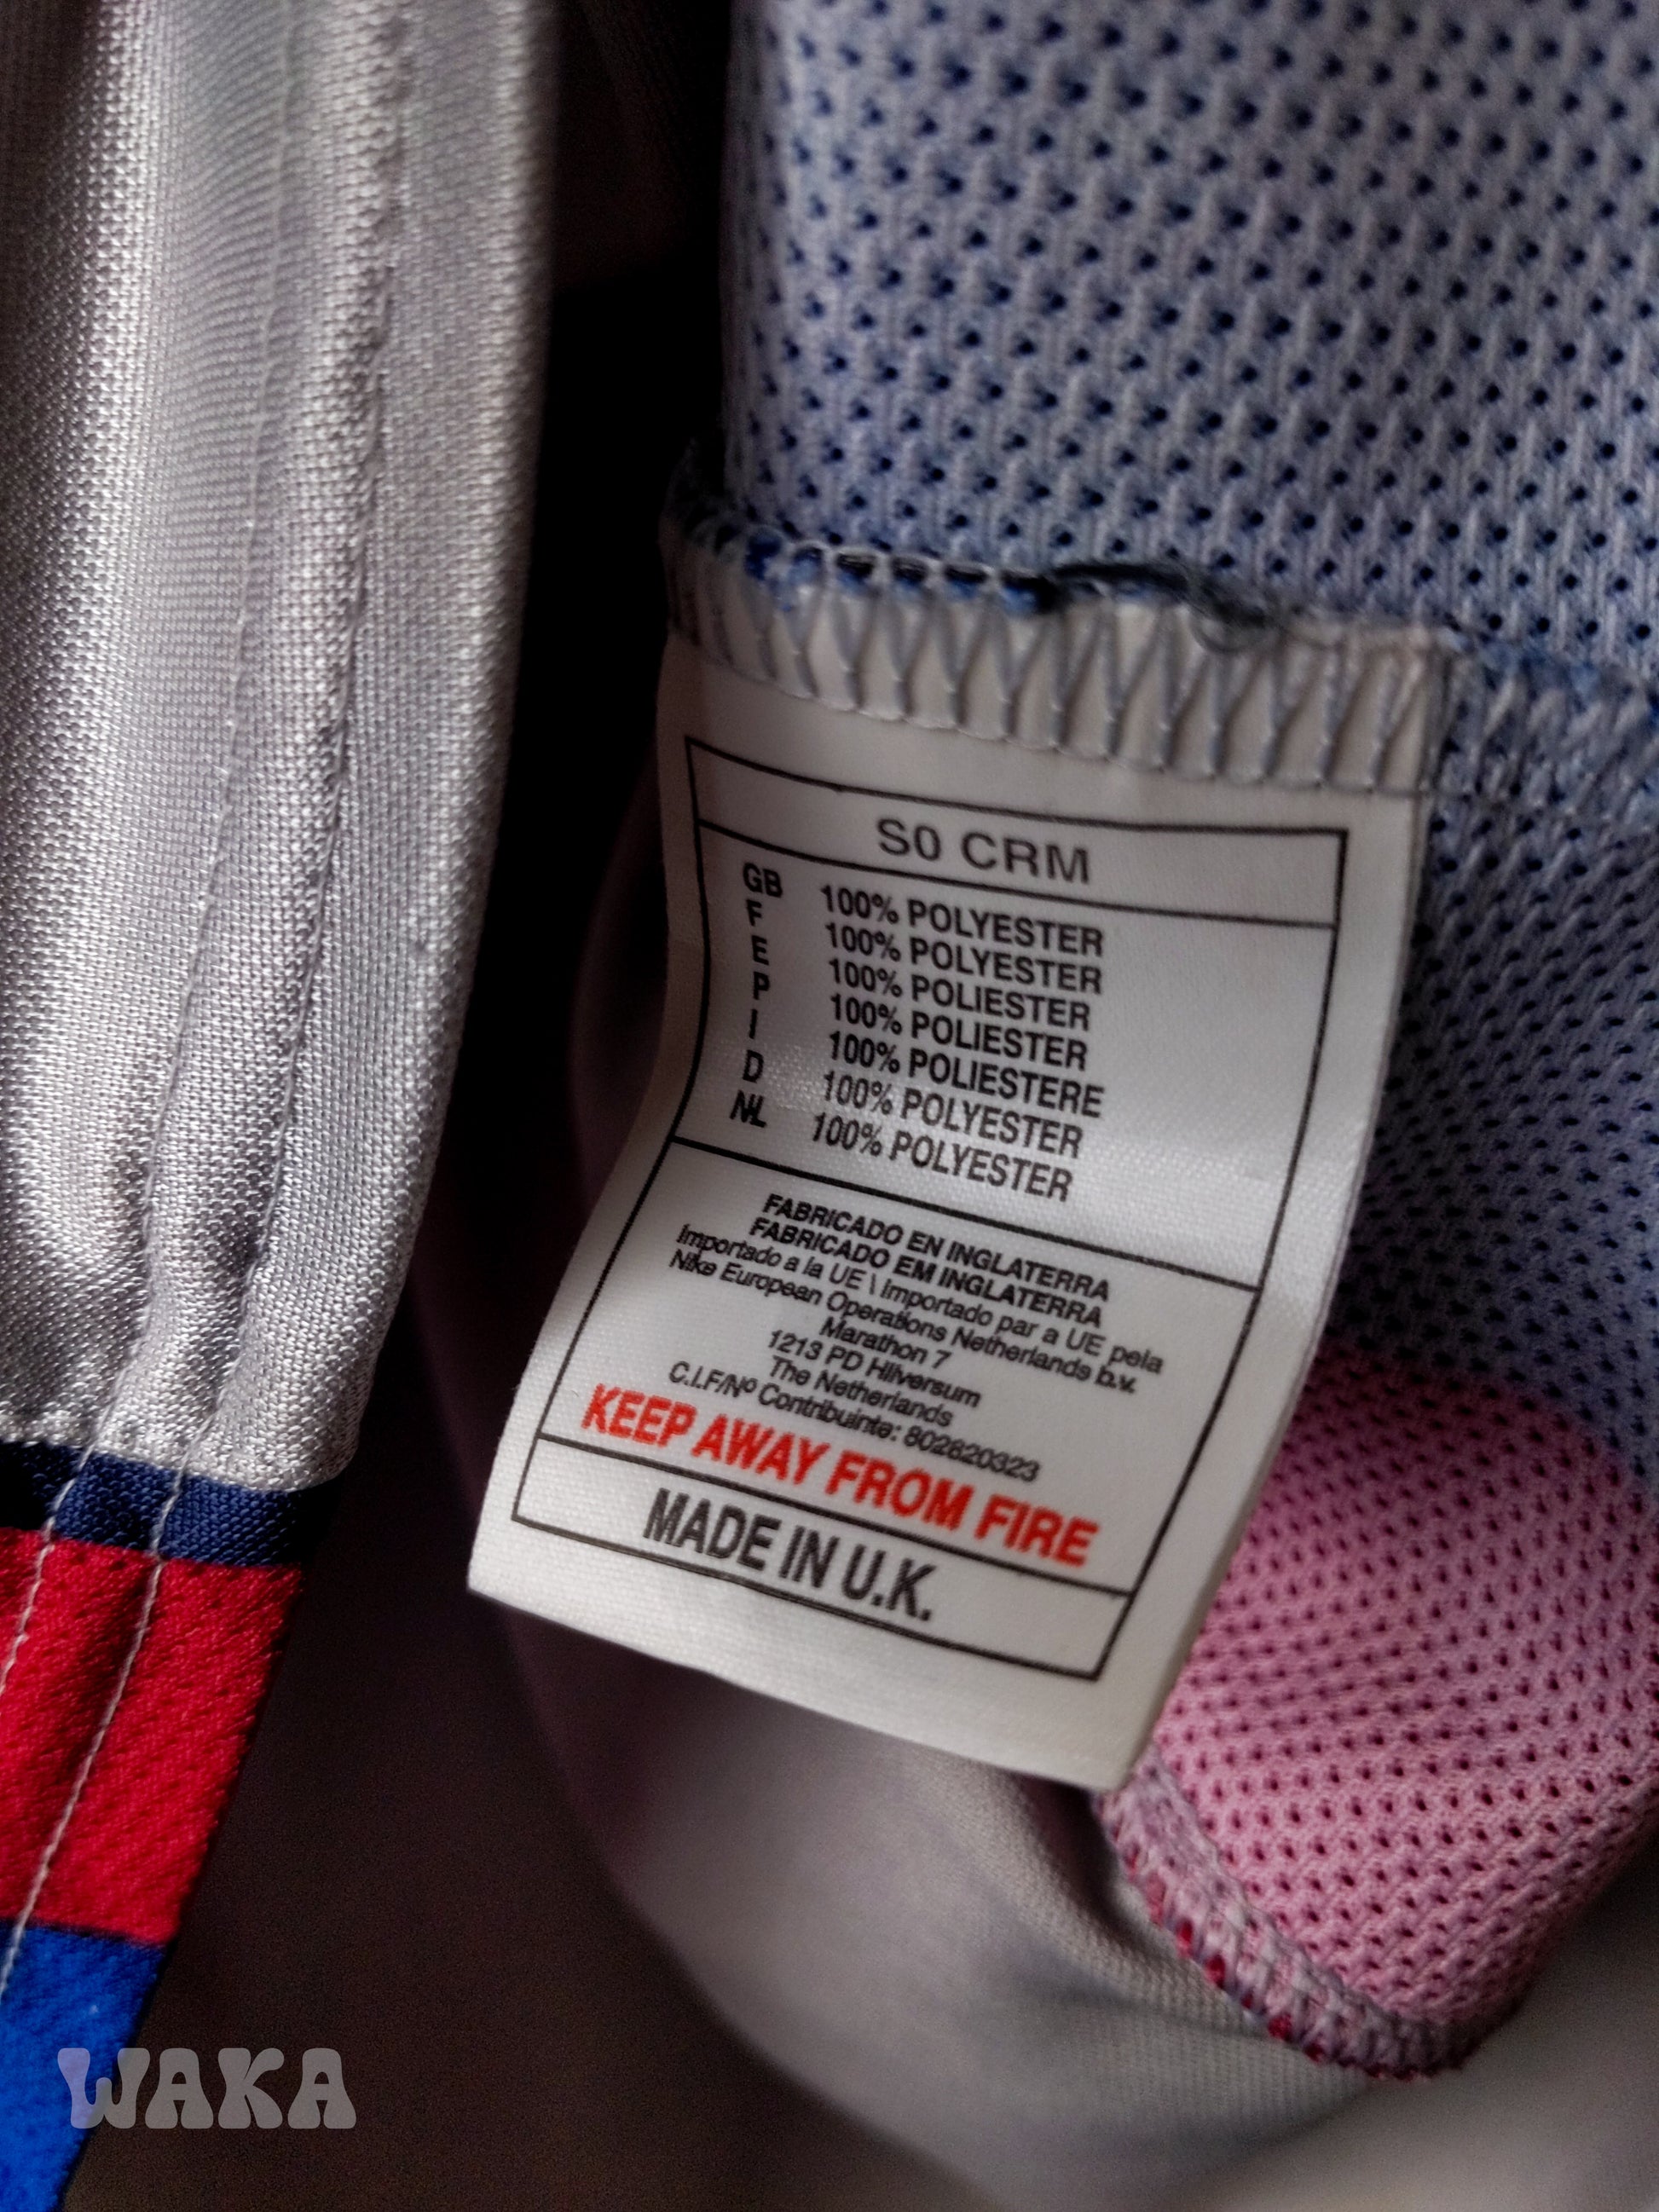 S0 CRM
GB 100% POLYESTER
F 100% POLYESTER
E 100% POLIESTER
P 100% POLIESTER
I 100% POLIESTERE
D 100% POLYESTER
NL 100% POLYESTER
FABRICADO EN INGLATERRA
FABRICADO EM INGLATERRA
Importado a la UE \ Importado par a UE pela
Nike European Operations Netherlands b.v.
Marathon 7
1213 PD Hilversum
The Netherlands
C.I.F/Nº Contribuinte: 802820323
KEEP AWAY FROM FIRE
MADE IN U.K.
WAKA